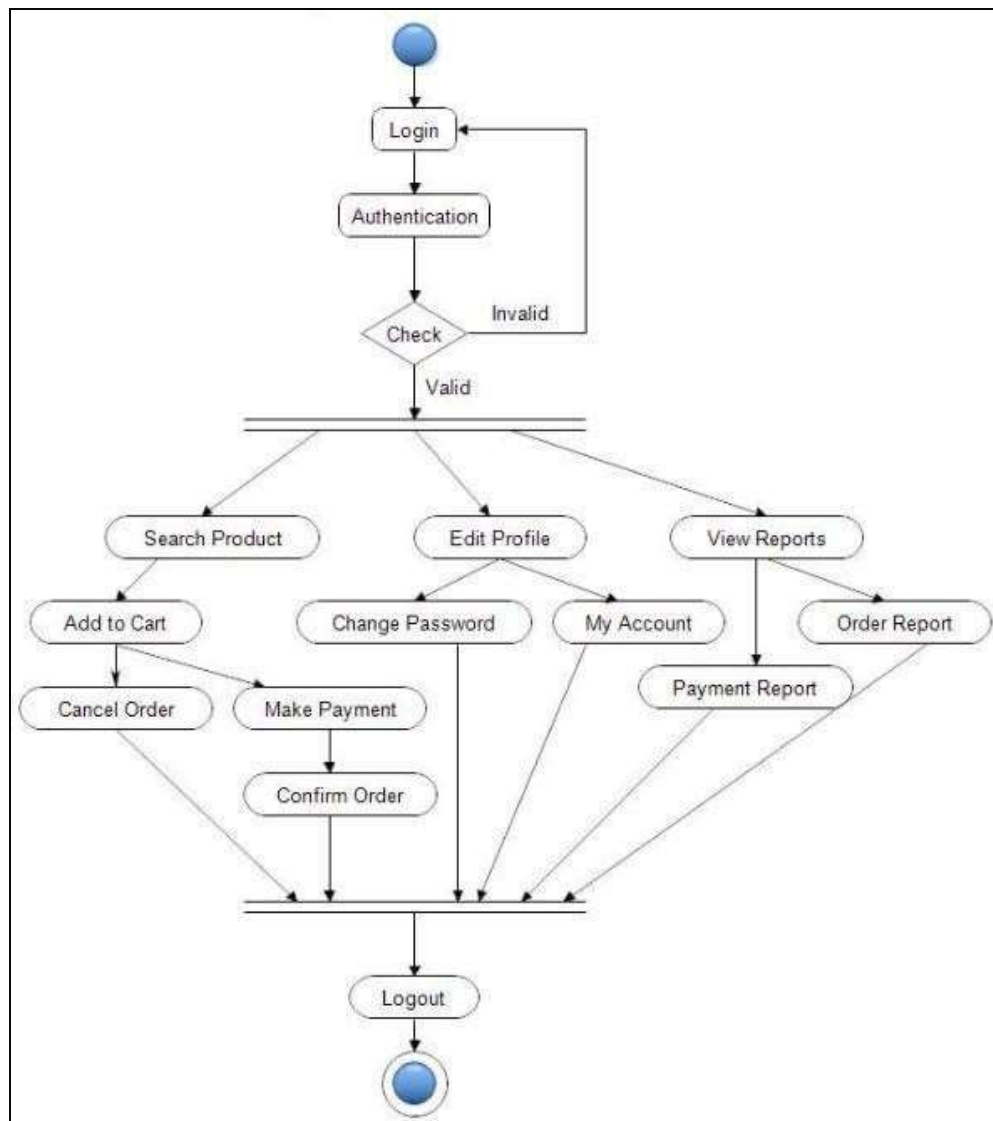 Login
Authentication
Invalid
Check
Valid
Search Product
Edit Profile
View Reports
Add to Cart
Change Password
My Account
Order Report
Payment Report
Cancel Order
Make Payment
Confirm Order
Logout